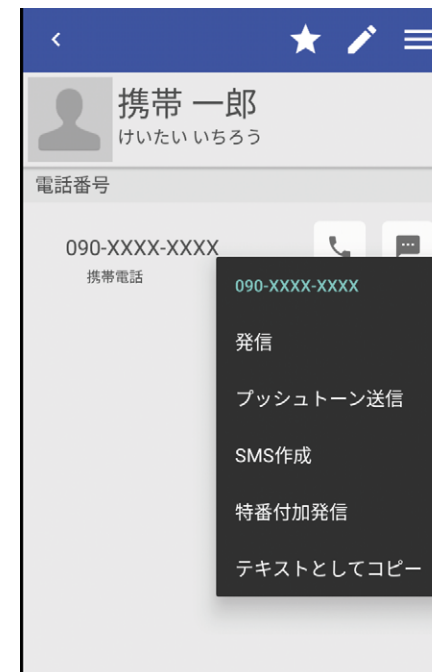 携帯 一郎
けいたい いちろう
電話番号
090-XXXX-XXXX
携帯電話
090-XXXX-XXXX
発信
プッシュトーン送信
SMS作成
特番付加発信
テキストとしてコピー